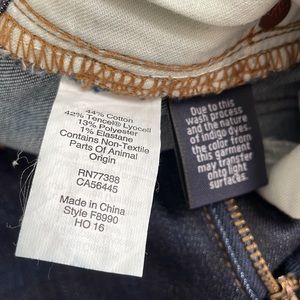 44% Cotton
42% Tencel® Lyocell
13% Polyester
1% Elastane
Contains Non-Textile
Parts Of Animal
Origin
RN77388
CA56445
Made in China
Style F8990
HO 16
Due to this
wash process
and the nature
of indigo dyes,
the color from
this garment
may transfer
onto light
surfaces.